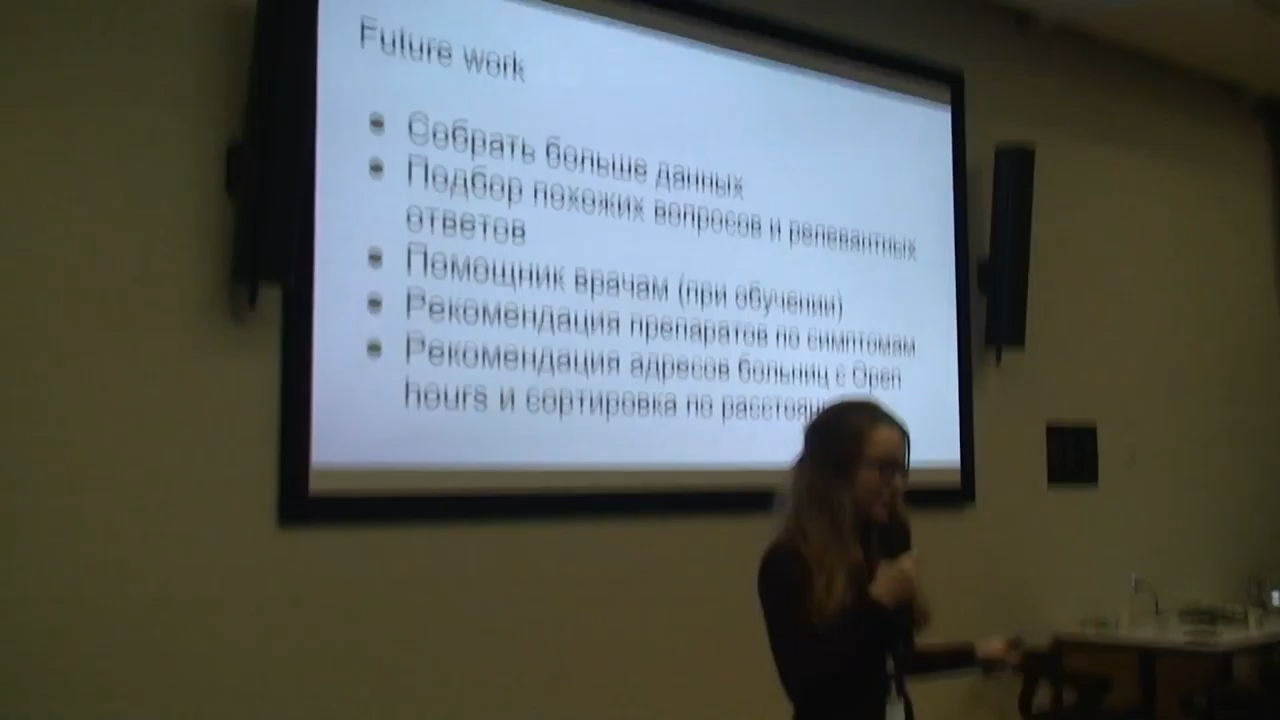 Future work
Собрать больше данных
Подбор похожих вопросов и релевантных
ответов
Помощник врачам (при обучении)
Рекомендация препаратов по симптомам
Рекомендация адресов больниц с Open
hours и сортировка по